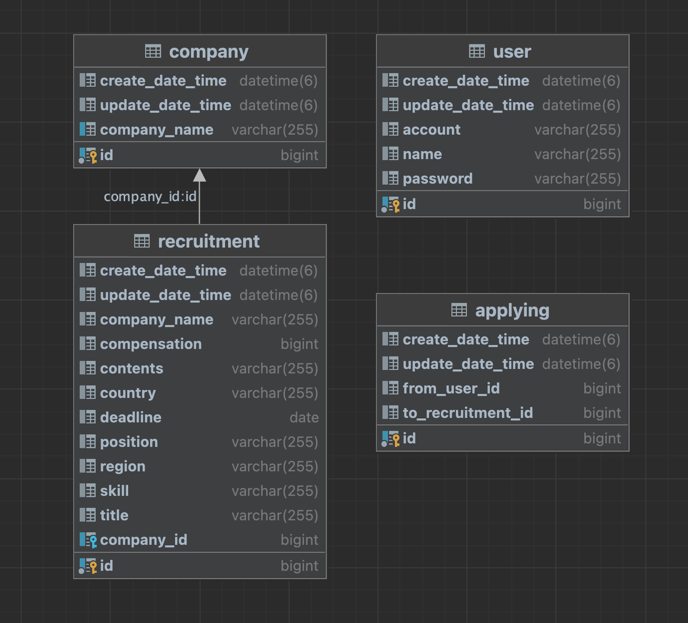 company
create_date_time datetime(6)
update_date_time datetime(6)
company_name varchar(255)
id bigint
company_id:id
recruitment
create_date_time datetime(6)
update_date_time datetime(6)
company_name varchar(255)
compensation bigint
contents varchar(255)
country varchar(255)
deadline date
position varchar(255)
region varchar(255)
skill varchar(255)
title varchar(255)
company_id bigint
id bigint
user
create_date_time datetime(6)
update_date_time datetime(6)
account varchar(255)
name varchar(255)
password varchar(255)
id bigint
applying
create_date_time datetime(6)
update_date_time datetime(6)
from_user_id bigint
to_recruitment_id bigint
id bigint